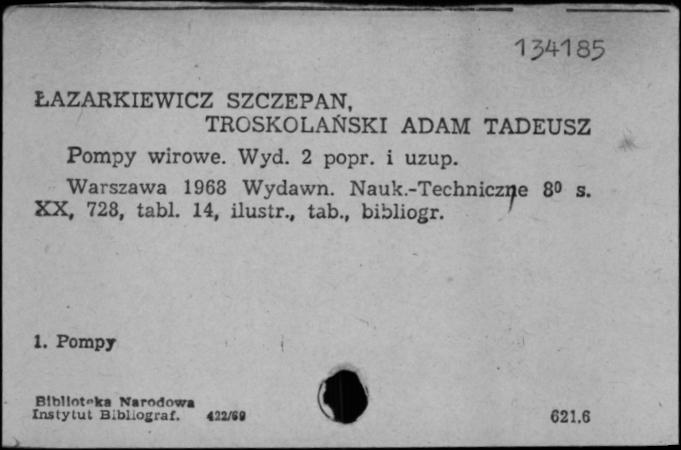 134185
ŁAZARKIEWICZ SZCZEPAN,
TROSKOLAŃSKI ADAM TADEUSZ
Pompy wirowe. Wyd. 2 popr. i uzup.
Warszawa 1968 Wydawn. Nauk.-Techniczne 8⁰ s.
XX, 728, tabl. 14, ilustr., tab., bibliogr.
1. Pompy
Biblioteka Narodowa
Instytut Bibliograf. 422/69
621.6